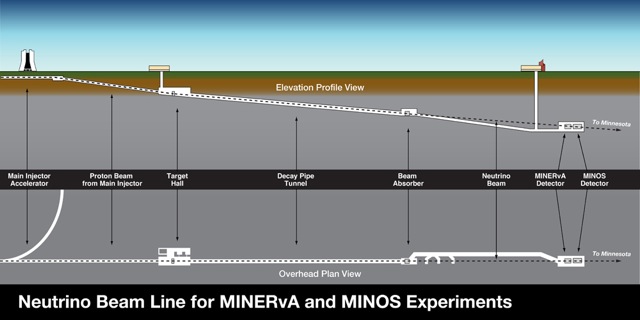 Elevation Profile View
To Minnesota
Main Injector
Accelerator
Proton Beam
from Main Injector
Target
Hall
Decay Pipe
Tunnel
Beam
Absorber
Neutrino
Beam
MINERvA
Detector
MINOS
Detector
To Minnesota
Overhead Plan View
Neutrino Beam Line for MINERvA and MINOS Experiments